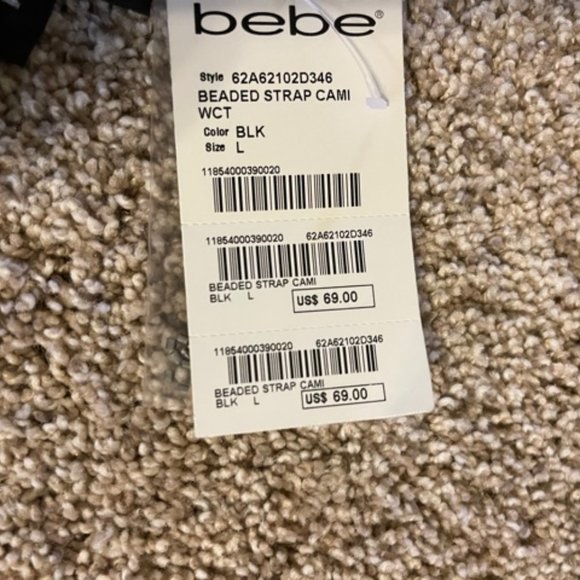 bebe®
Style 62A62102D346
BEADED STRAP CAMI
WCT
Color BLK
Size L
11854000390020
11854000390020 62A62102D346
BEADED STRAP CAMI
BLK L US$ 69.00
11854000390020 62A62102D346
BEADED STRAP CAMI
BLK L US$ 69.00